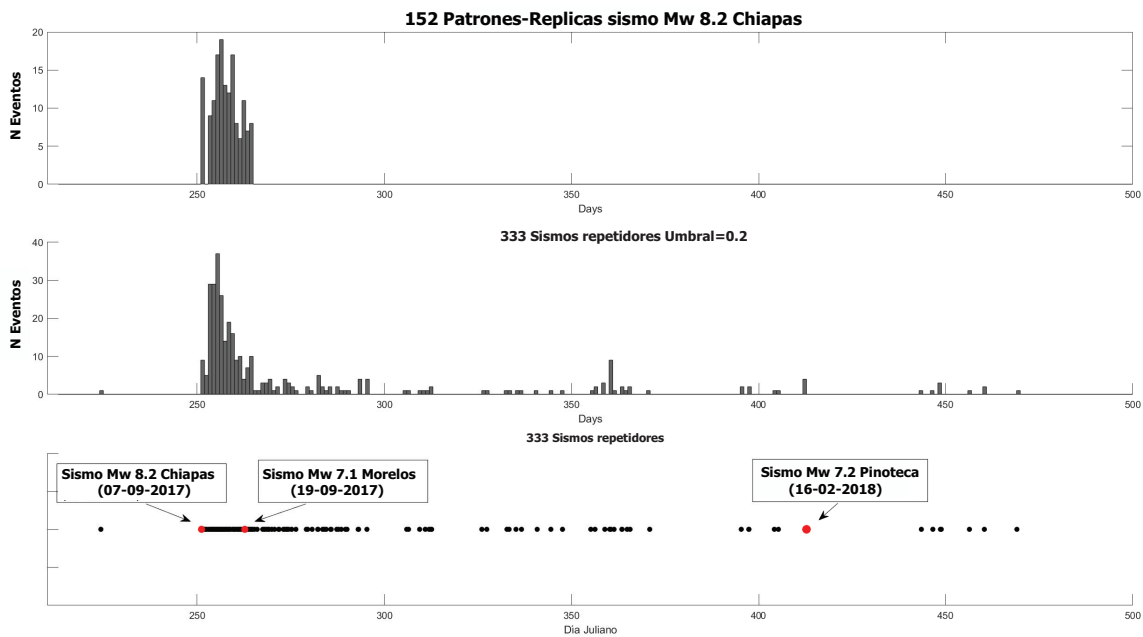 152 Patrones-Replicas sismo Mw 8.2 Chiapas
20
15
10
5
0
N Eventos
250
300
350
400
450
500
Days
333 Sismos repetidores Umbral=0.2
40
30
20
10
0
N Eventos
250
300
350
400
450
500
Days
333 Sismos repetidores
Sismo Mw 8.2 Chiapas
(07-09-2017)
Sismo Mw 7.1 Morelos
(19-09-2017)
Sismo Mw 7.2 Pinoteca
(16-02-2018)
250
300
350
400
450
500
Dia Juliano